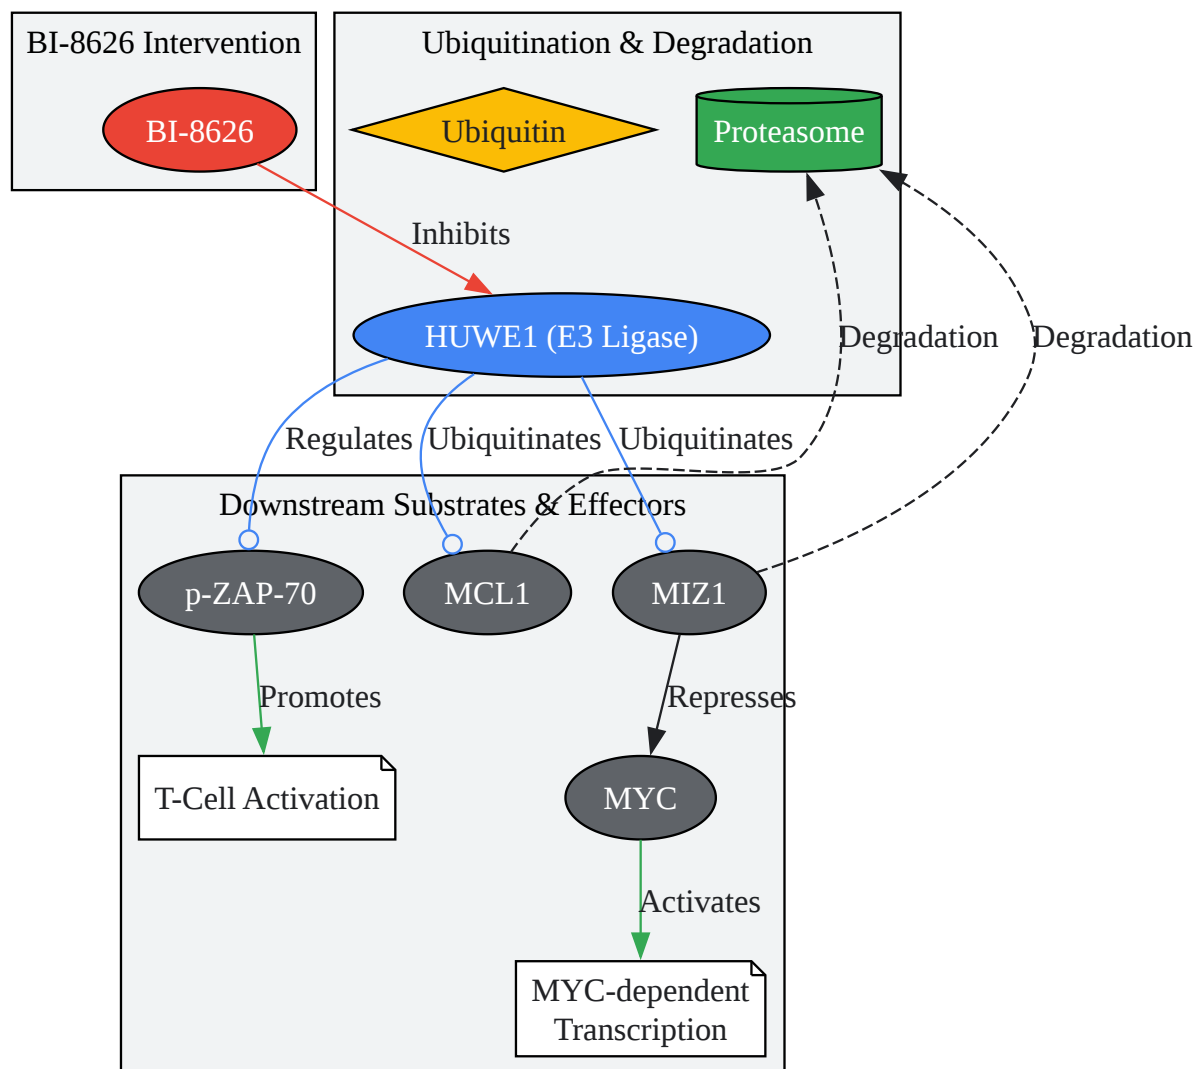 BI-8626 Intervention
Ubiquitination & Degradation
BI-8626
Ubiquitin
Proteasome
Inhibits
HUWE1 (E3 Ligase)
Degradation
Degradation
Regulates
Ubiquitinates
Ubiquitinates
Downstream Substrates & Effectors
p-ZAP-70
MCL1
MIZ1
Promotes
Represses
T-Cell Activation
MYC
Activates
MYC-dependent
Transcription